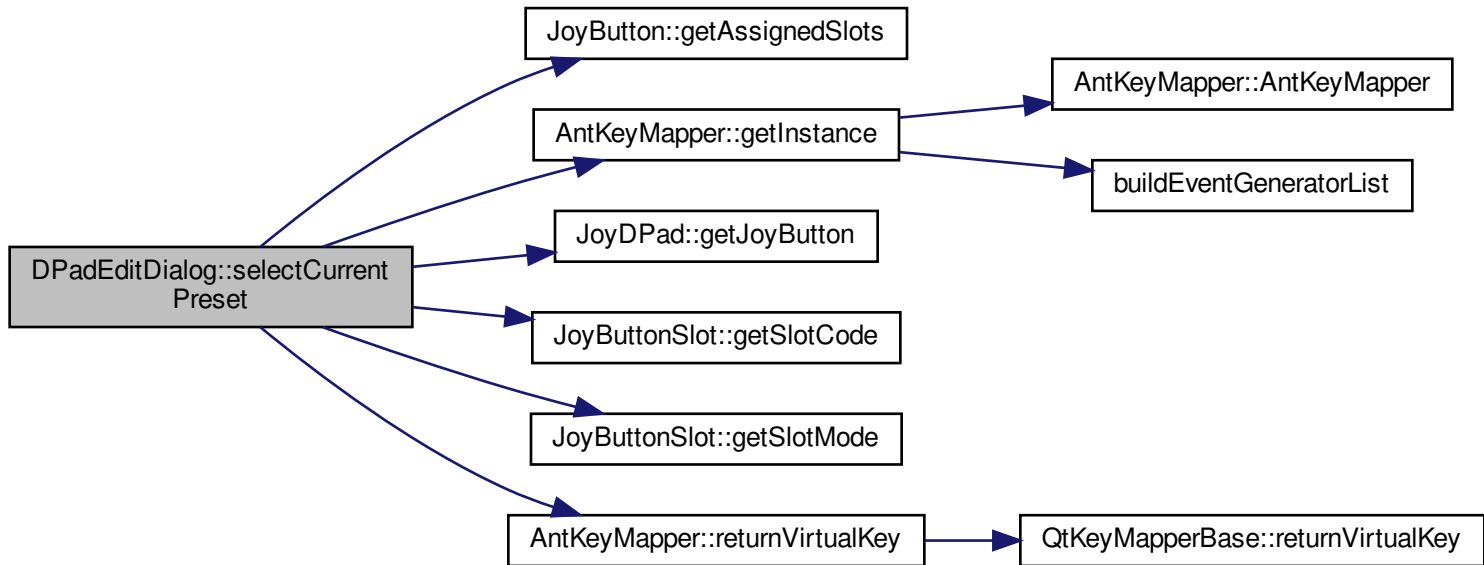 DPadEditDialog::selectCurrent
Preset
JoyButton::getAssignedSlots
AntKeyMapper::getInstance
AntKeyMapper::AntKeyMapper
buildEventGeneratorList
JoyDPad::getJoyButton
JoyButtonSlot::getSlotCode
JoyButtonSlot::getSlotMode
AntKeyMapper::returnVirtualKey
QtKeyMapperBase::returnVirtualKey